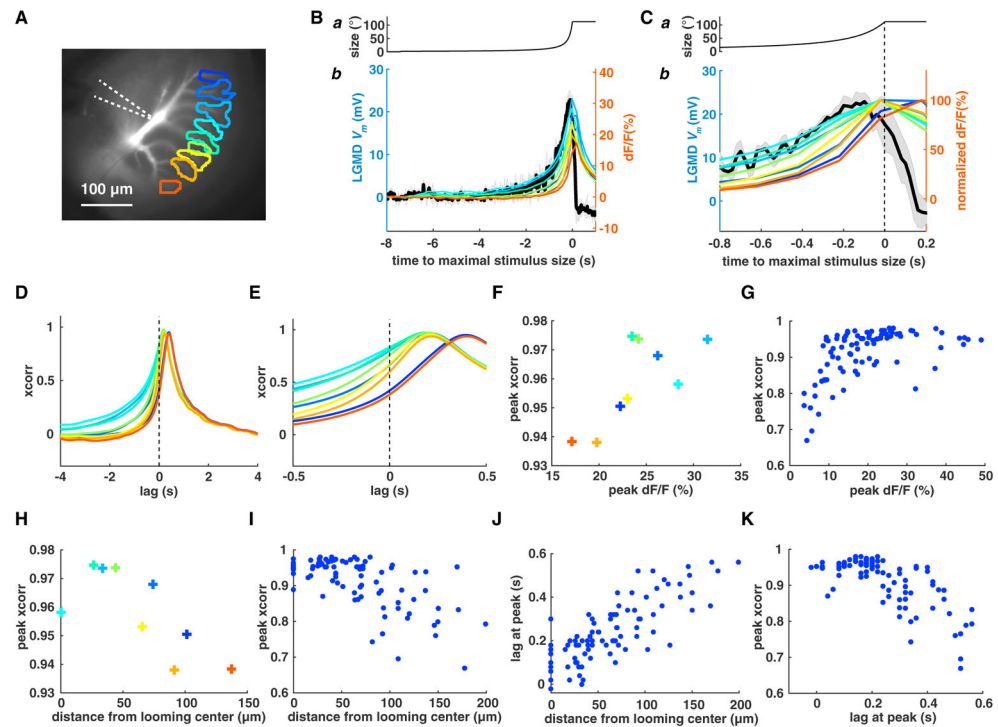 A
100 µm
B
a
size (°)
100
50
0
b
LGMD Vm (mV)
30
20
10
0
40
30
20
10
0
-10
dF/F(%)
-8
-6
-4
-2
0
time to maximal stimulus size (s)
C
a
size (°)
100
50
0
b
LGMD Vm (mV)
30
20
10
0
100
50
0
normalized dF/F(%)
-0.8
-0.6
-0.4
-0.2
0
0.2
time to maximal stimulus size (s)
D
xcorr
1
0.5
0
-4
-2
0
2
4
lag (s)
E
xcorr
1
0.5
0
-0.5
0
0.5
lag (s)
F
peak xcorr
0.98
0.97
0.96
0.95
0.94
0.93
15
20
25
30
35
peak dF/F (%)
G
peak xcorr
1
0.9
0.8
0.7
0.6
0
10
20
30
40
50
peak dF/F (%)
H
peak xcorr
0.98
0.97
0.96
0.95
0.94
0.93
0
50
100
150
distance from looming center (µm)
I
peak xcorr
1
0.9
0.8
0.7
0.6
0
50
100
150
200
distance from looming center (µm)
J
lag at peak (s)
0.6
0.4
0.2
0
0
50
100
150
200
distance from looming center (µm)
K
peak xcorr
1
0.9
0.8
0.7
0.6
0
0.2
0.4
0.6
lag at peak (s)